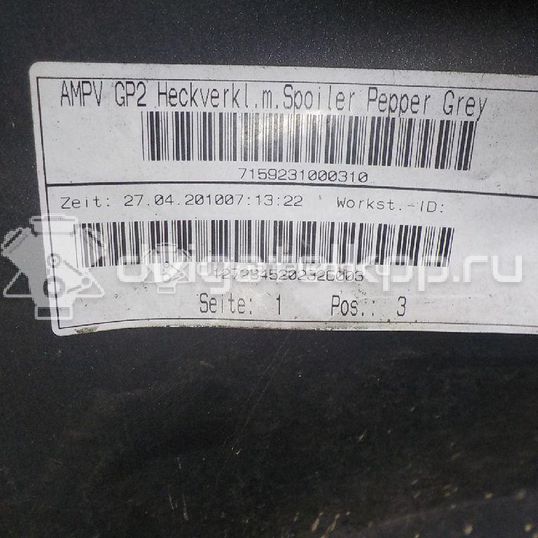 AMPV GP2 Heckverkl.m.Spoiler Pepper Grey
7159231000310
Zeit: 27.04.201007:13:22 Workst.-ID:
Seite: 1 Pos.: 3